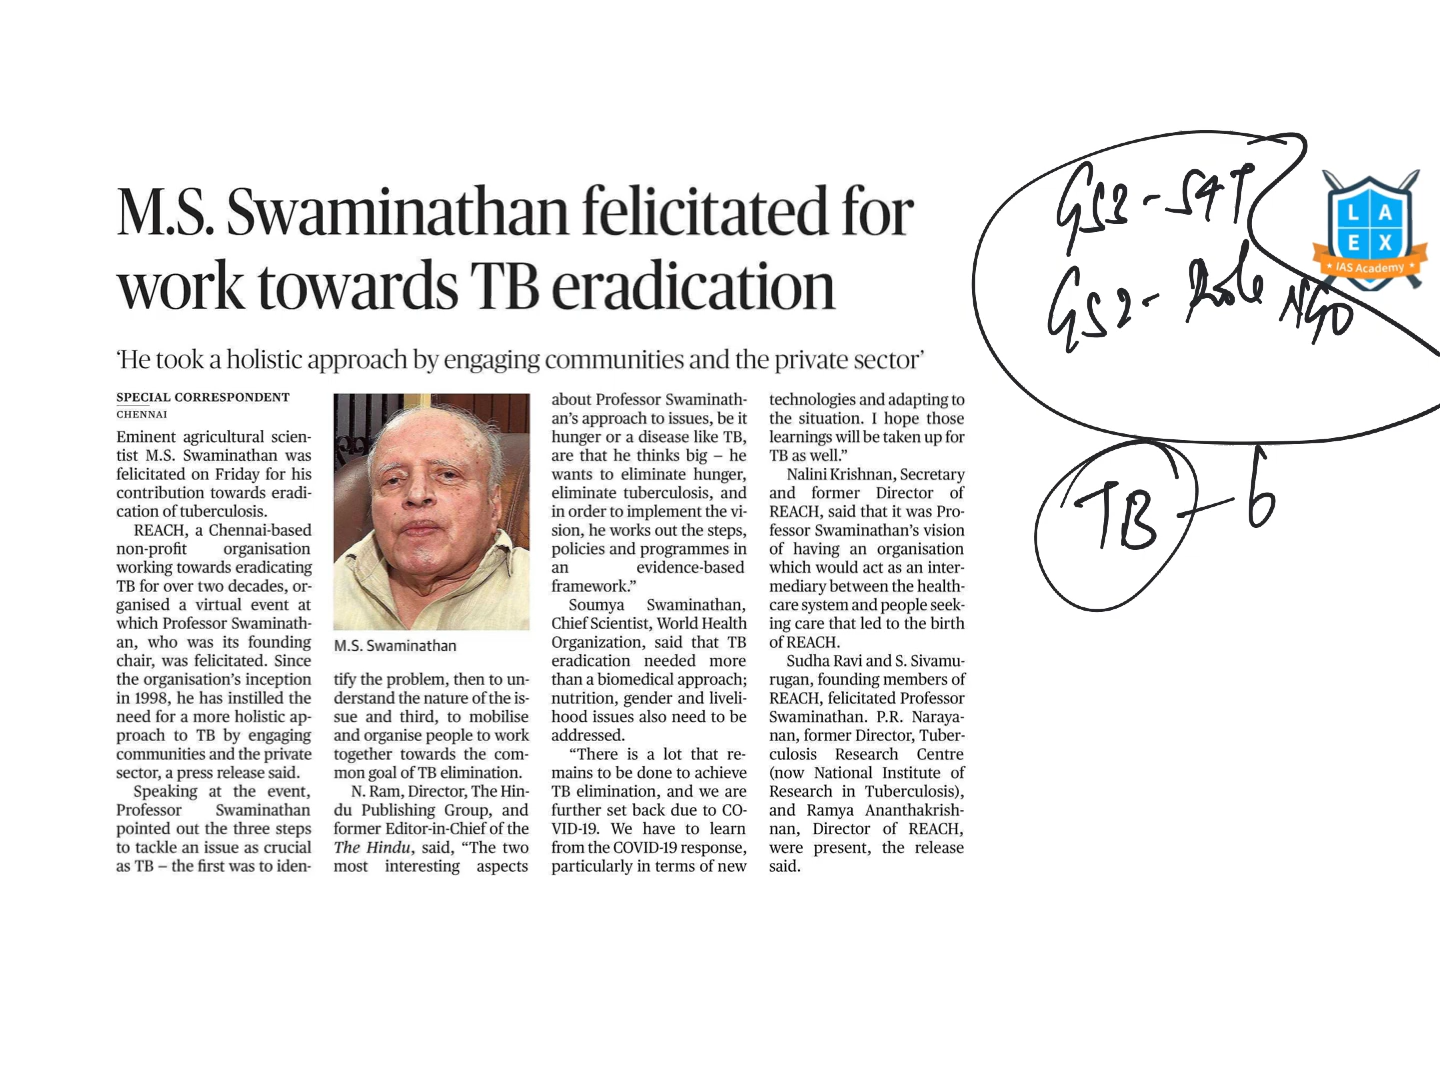 M.S. Swaminathan felicitated for
work towards TB eradication
‘He took a holistic approach by engaging communities and the private sector’
SPECIAL CORRESPONDENT
CHENNAI
Eminent agricultural scien-
tist M.S. Swaminathan was
felicitated on Friday for his
contribution towards eradi-
cation of tuberculosis.
REACH, a Chennai-based
non-profit organisation
working towards eradicating
TB for over two decades, or-
ganised a virtual event at
which Professor Swaminath-
an, who was its founding
chair, was felicitated. Since
the organisation’s inception
in 1998, he has instilled the
need for a more holistic ap-
proach to TB by engaging
communities and the private
sector, a press release said.
Speaking at the event,
Professor Swaminathan
pointed out the three steps
to tackle an issue as crucial
as TB – the first was to iden-
M.S. Swaminathan
tify the problem, then to un-
derstand the nature of the is-
sue and third, to mobilise
and organise people to work
together towards the com-
mon goal of TB elimination.
N. Ram, Director, The Hin-
du Publishing Group, and
former Editor-in-Chief of the
The Hindu, said, “The two
most interesting aspects
about Professor Swaminath-
an’s approach to issues, be it
hunger or a disease like TB,
are that he thinks big – he
wants to eliminate hunger,
eliminate tuberculosis, and
in order to implement the vi-
sion, he works out the steps,
policies and programmes in
an evidence-based
framework.”
Soumya Swaminathan,
Chief Scientist, World Health
Organization, said that TB
eradication needed more
than a biomedical approach;
nutrition, gender and liveli-
hood issues also need to be
addressed.
“There is a lot that re-
mains to be done to achieve
TB elimination, and we are
further set back due to CO-
VID-19. We have to learn
from the COVID-19 response,
particularly in terms of new
technologies and adapting to
the situation. I hope those
learnings will be taken up for
TB as well.”
Nalini Krishnan, Secretary
and former Director of
REACH, said that it was Pro-
fessor Swaminathan’s vision
of having an organisation
which would act as an inter-
mediary between the health-
care system and people seek-
ing care that led to the birth
of REACH.
Sudha Ravi and S. Sivamu-
rugan, founding members of
REACH, felicitated Professor
Swaminathan. P.R. Naraya-
nan, former Director, Tuber-
culosis Research Centre
(now National Institute of
Research in Tuberculosis),
and Ramya Ananthakrish-
nan, Director of REACH,
were present, the release
said.
GS3 - S&T
GS2 - Role NGO
TB - 6
L A
E X
IAS Academy